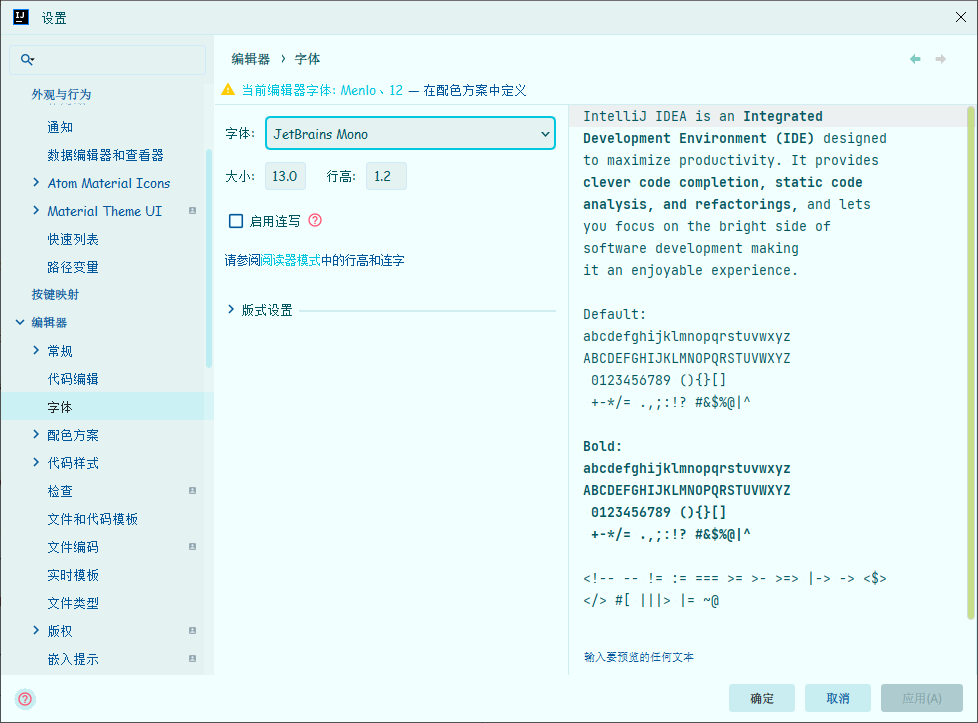 设置
编辑器 › 字体
当前编辑器字体: Menlo、12 — 在配色方案中定义
外观与行为
通知
数据编辑器和查看器
Atom Material Icons
Material Theme UI
快速列表
路径变量
按键映射
编辑器
常规
代码编辑
字体
配色方案
代码样式
检查
文件和代码模板
文件编码
实时模板
文件类型
版权
嵌入提示
字体: JetBrains Mono
大小: 13.0 行高: 1.2
启用连写
请参阅阅读器模式中的行高和连字
版式设置
IntelliJ IDEA is an Integrated
Development Environment (IDE) designed
to maximize productivity. It provides
clever code completion, static code
analysis, and refactorings, and lets
you focus on the bright side of
software development making
it an enjoyable experience.
Default:
abcdefghijklmnopqrstuvwxyz
ABCDEFGHIJKLMNOPQRSTUVWXYZ
0123456789 (){}[]
+-*/= .,;:!? #&$%@|^
Bold:
abcdefghijklmnopqrstuvwxyz
ABCDEFGHIJKLMNOPQRSTUVWXYZ
0123456789 (){}[]
+-*/= .,;:!? #&$%@|^
<!-- -- != := === >= >- >=> |-> -> <$>
</> #[ |||> |= ~@
输入要预览的任何文本
确定 取消 应用(A)